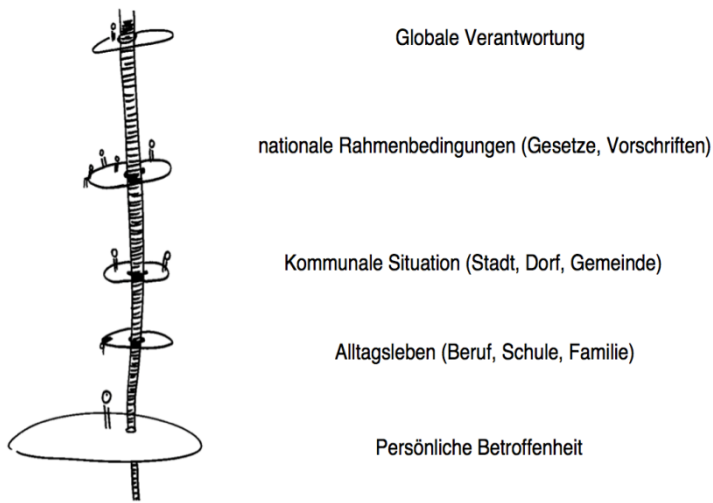 Globale Verantwortung
nationale Rahmenbedingungen (Gesetze, Vorschriften)
Kommunale Situation (Stadt, Dorf, Gemeinde)
Alltagsleben (Beruf, Schule, Familie)
Persönliche Betroffenheit